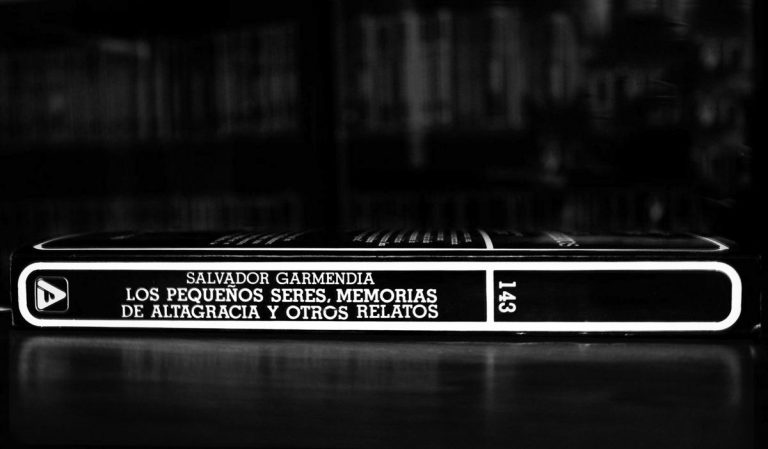 SALVADOR GARMENDIA
LOS PEQUEÑOS SERES, MEMORIAS
DE ALTAGRACIA Y OTROS RELATOS
143